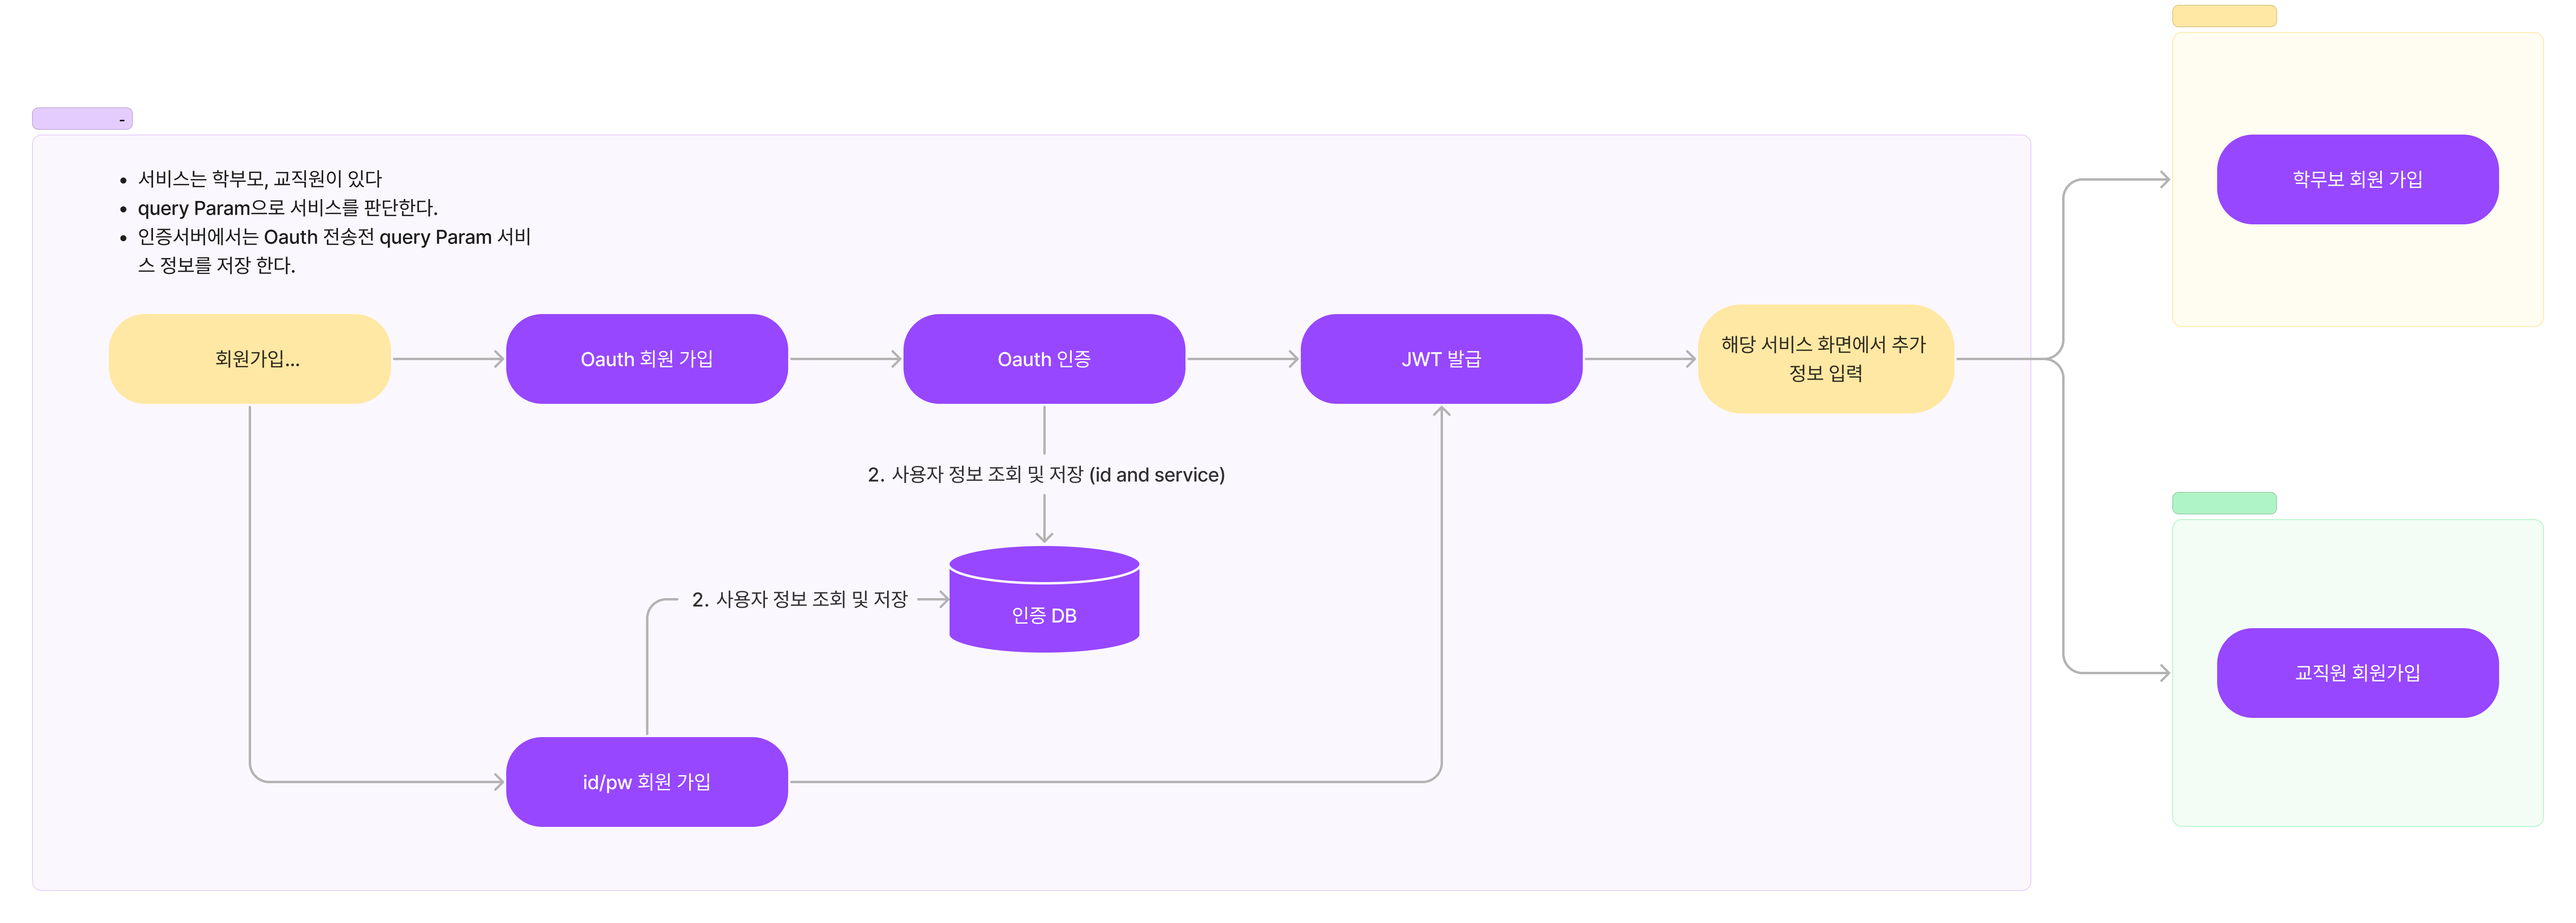 -
• 서비스는 학부모, 교직원이 있다
• query Param으로 서비스를 판단한다.
• 인증서버에서는 Oauth 전송전 query Param 서비
스 정보를 저장 한다.
회원가입...
Oauth 회원 가입
Oauth 인증
JWT 발급
해당 서비스 화면에서 추가
정보 입력
학무보 회원 가입
2. 사용자 정보 조회 및 저장 (id and service)
2. 사용자 정보 조회 및 저장
인증 DB
id/pw 회원 가입
교직원 회원가입